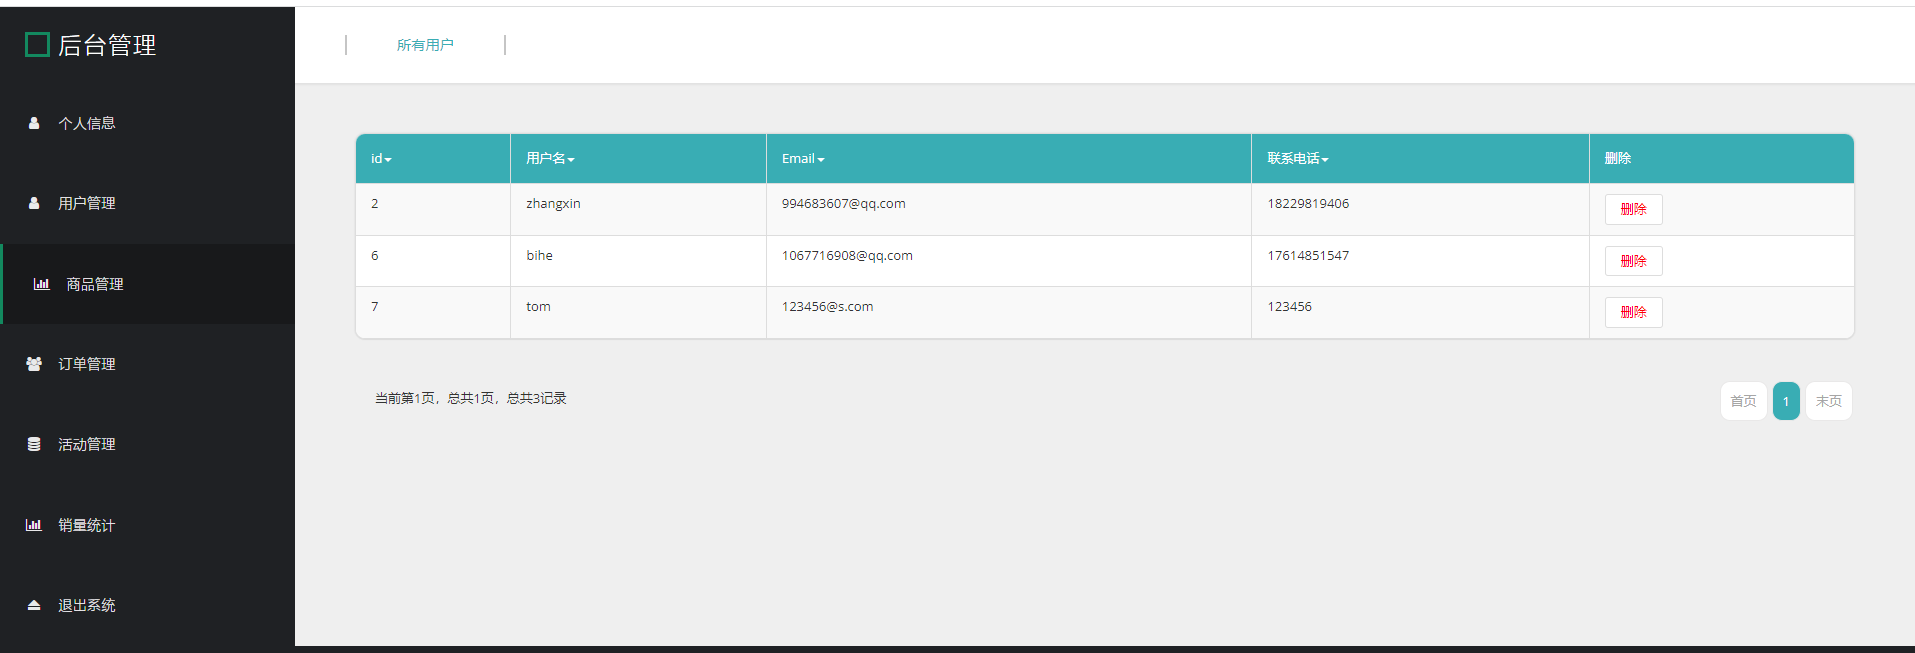 后台管理
个人信息
用户管理
商品管理
订单管理
活动管理
销量统计
退出系统
所有用户
id 用户名 Email 联系电话 删除
2 zhangxin 994683607@qq.com 18229819406 删除
6 bihe 1067716908@qq.com 17614851547 删除
7 tom 123456@s.com 123456 删除
当前第1页，总共1页，总共3记录
首页 1 末页